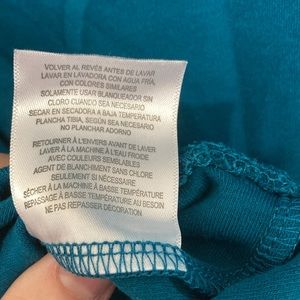 VOLVER AL REVÉS ANTES DE LAVAR
LAVAR EN LAVADORA CON AGUA FRÍA
CON COLORES SIMILARES
SOLAMENTE USAR BLANQUEADOR SIN
CLORO CUANDO SEA NECESARIO
SECAR EN SECADORA A BAJA TEMPERATURA
PLANCHA TIBIA, SEGÚN SEA NECESARIO
NO PLANCHAR ADORNO
RETOURNER À L'ENVERS AVANT DE LAVER
LAVER À LA MACHINE À L'EAU FROIDE
AVEC COULEURS SEMBLABLES
AGENT DE BLANCHIMENT SANS CHLORE
SEULEMENT SI NÉCESSAIRE
SÉCHER À LA MACHINE À BASSE TEMPÉRATURE
REPASSAGE À BASSE TEMPÉRATURE AU BESOIN
NE PAS REPASSER DÉCORATION